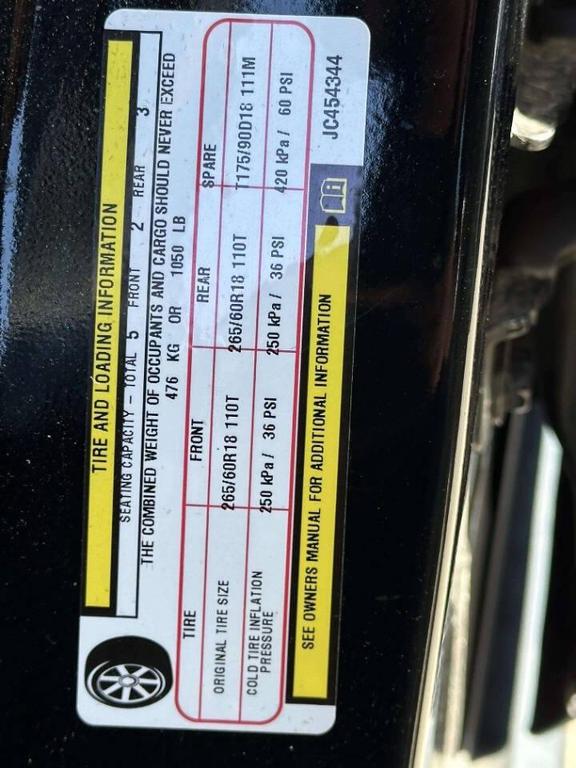 TIRE AND LOADING INFORMATION
SEATING CAPACITY - TOTAL 5 FRONT 2 REAR 3
THE COMBINED WEIGHT OF OCCUPANTS AND CARGO SHOULD NEVER EXCEED
476 KG OR 1050 LB
TIRE FRONT REAR SPARE
ORIGINAL TIRE SIZE 265/60R18 110T 265/60R18 110T T175/90D18 111M
COLD TIRE INFLATION PRESSURE 250 kPa / 36 PSI 250 kPa / 36 PSI 420 kPa / 60 PSI
SEE OWNERS MANUAL FOR ADDITIONAL INFORMATION
JC454344